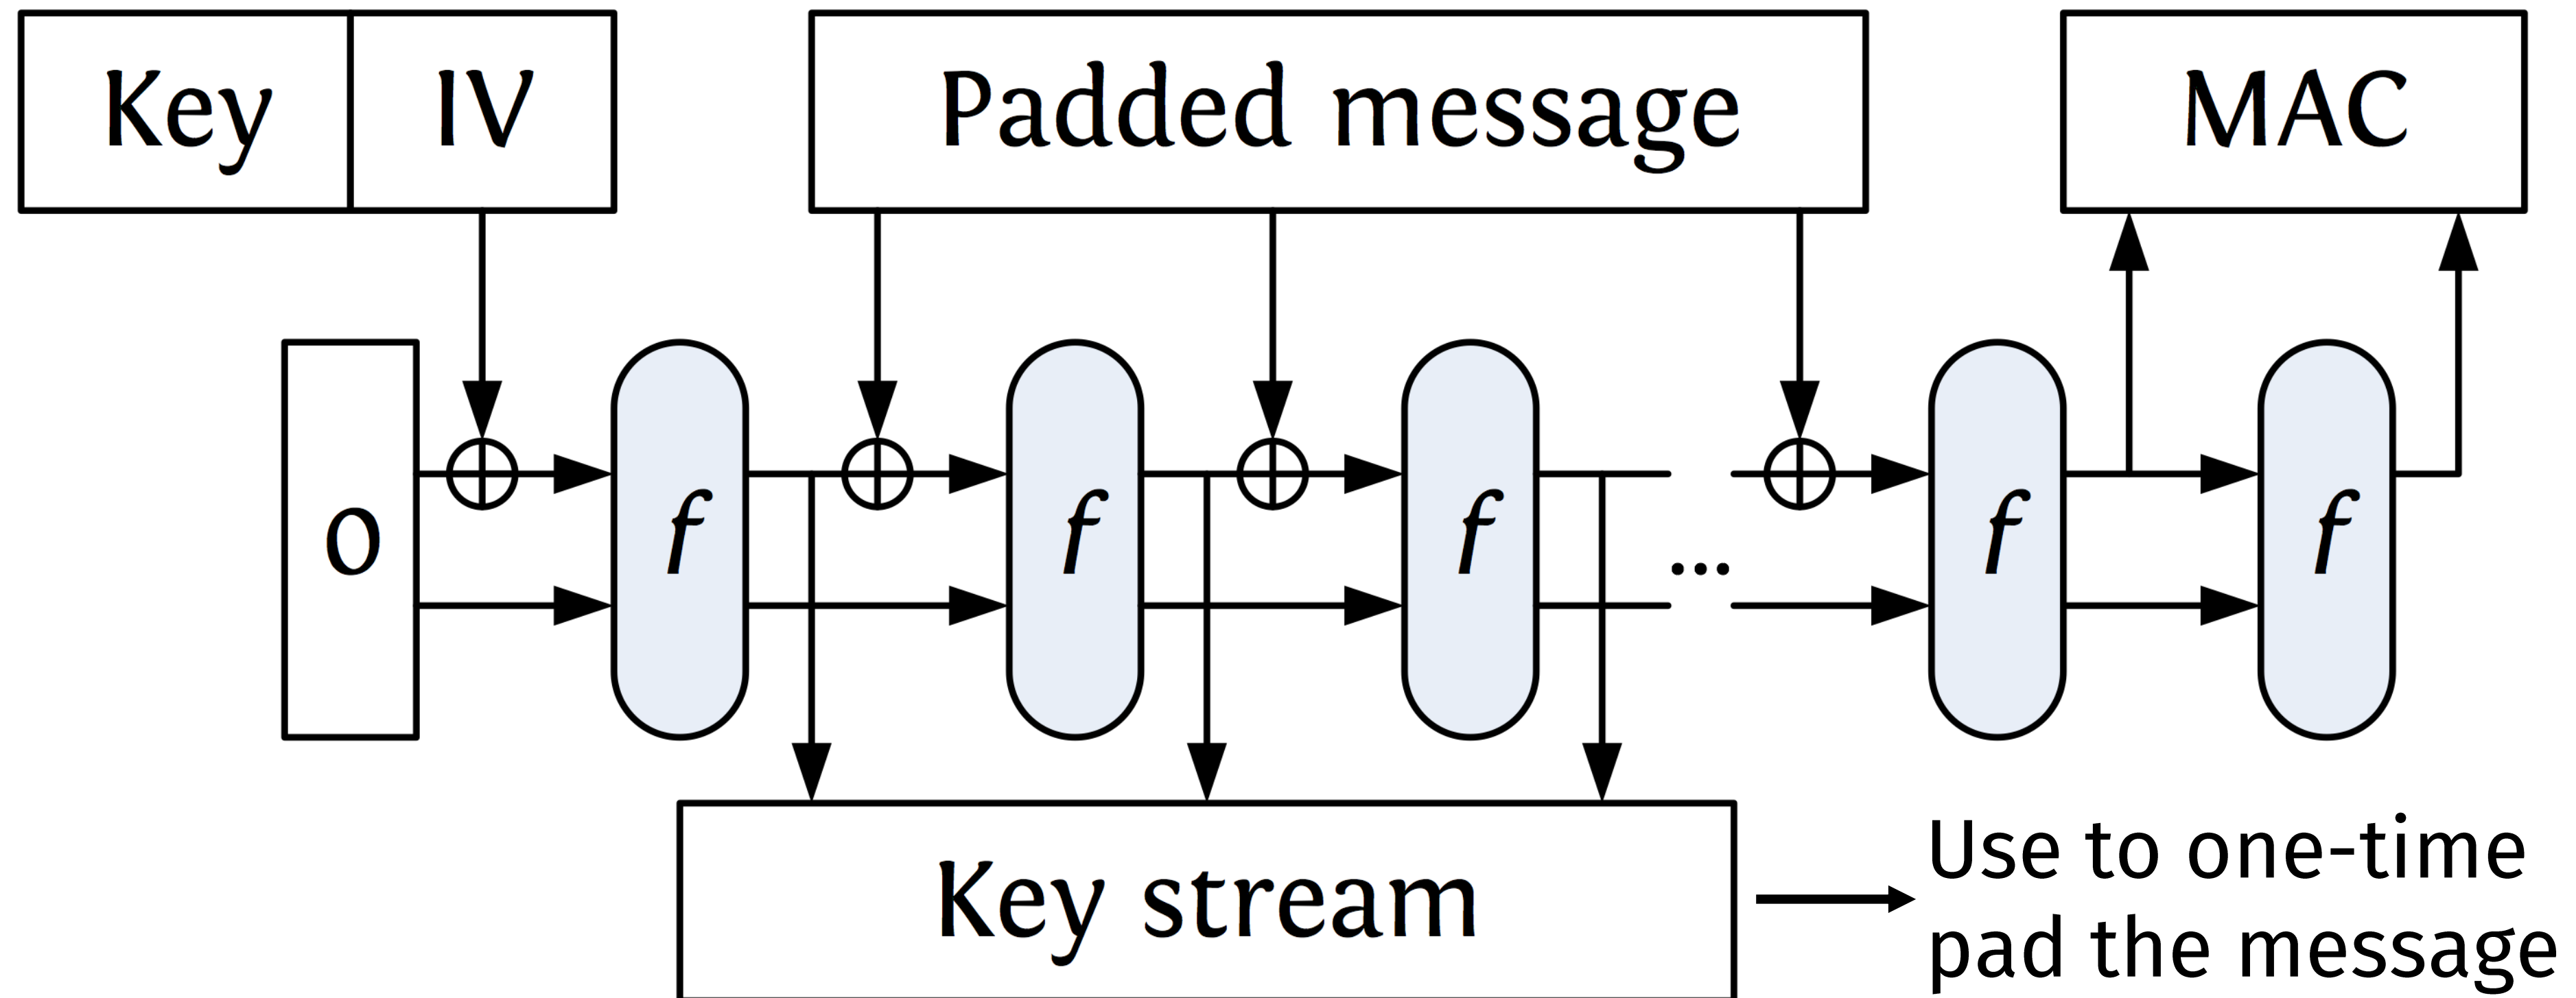 Key
IV
Padded message
MAC
0
f
f
f
...
f
f
Key stream
Use to one-time
pad the message